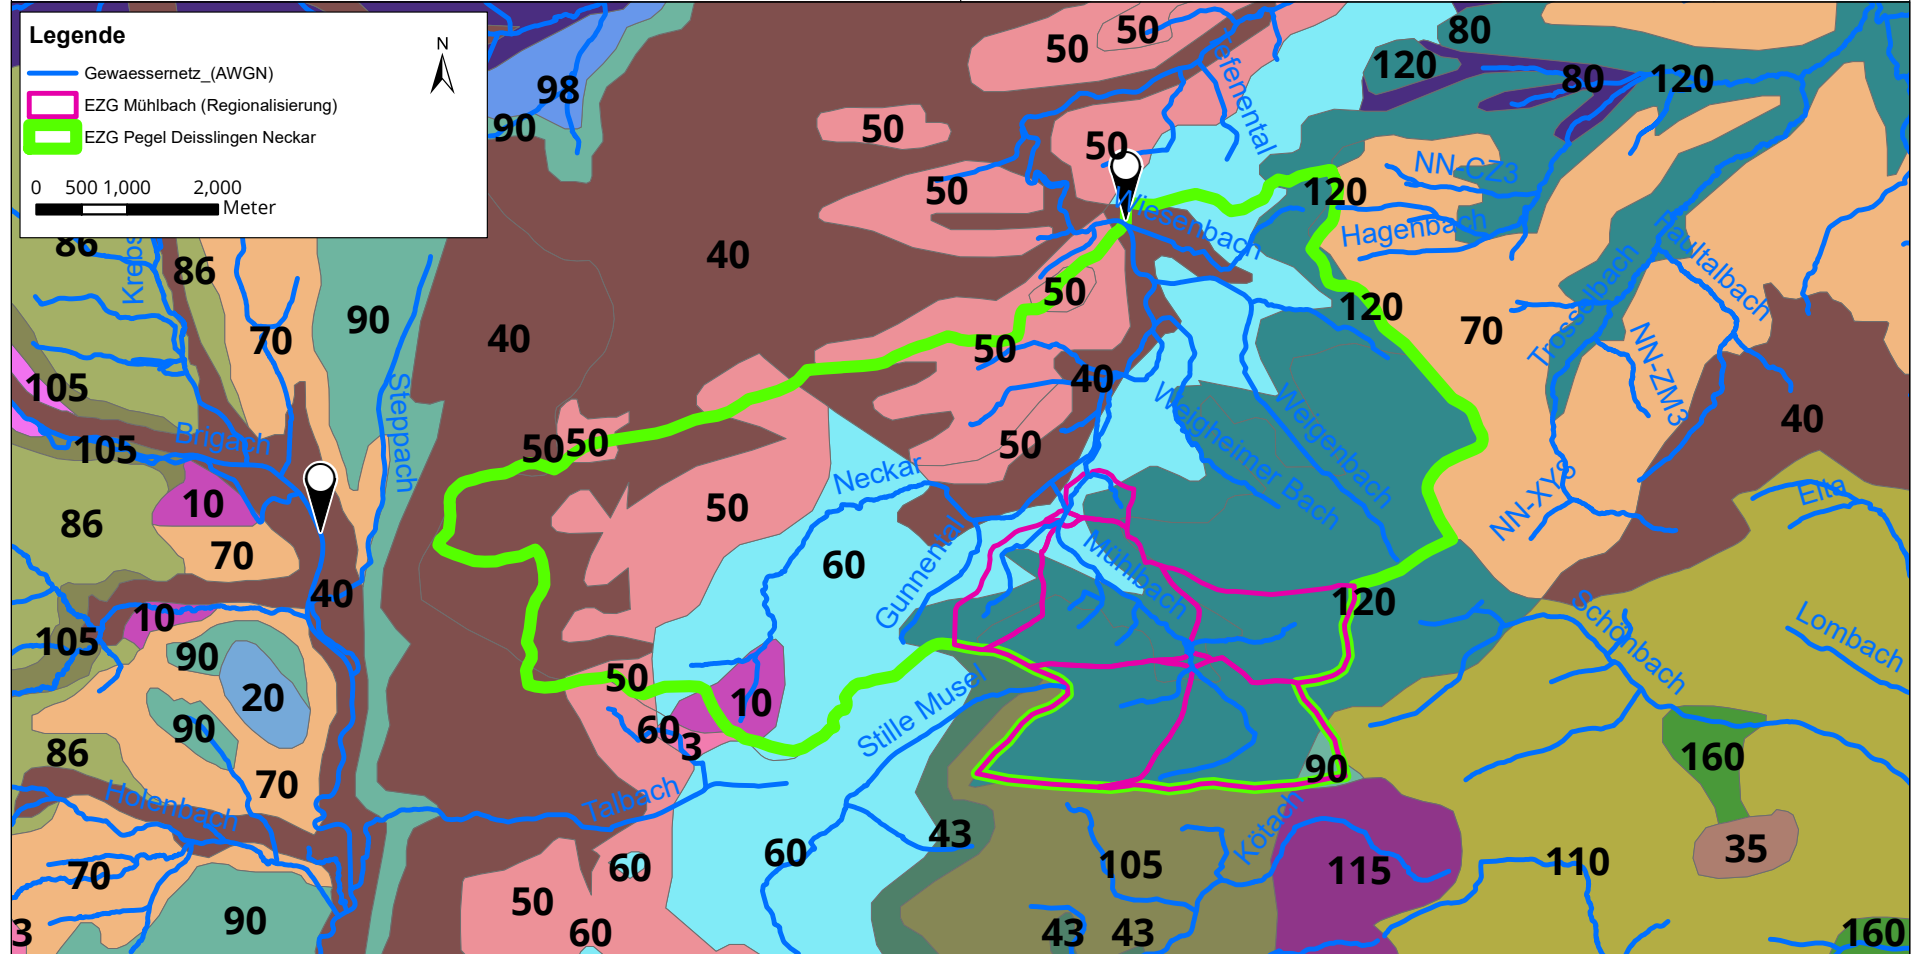 Legende
N
Gewaessernetz_(AWGN)
EZG Mühlbach (Regionalisierung)
EZG Pegel Deisslingen Neckar
0 500 1,000 2,000
Meter
50
50
80
120
80
120
98
90
50
50
50
NN-CZ3
120
Wiesenbach
Hagenbach
Faultalbach
86
86
40
50
120
70
90
40
70
50
Trosselbach
NN-ZM3
105
40
Steppach
Weigheimer Bach
Weigenbach
40
Brigach
105
50
50
50
Neckar
10
86
50
NN-XYS
Elta
70
60
Gunnental
Mühlbach
40
10
120
Schönbach
Lombach
105
90
50
20
10
Stille Musel
90
60
3
86
70
90
160
Holenbach
Talbach
Kötach
43
60
60
105
115
110
35
70
50
90
60
43
43
3
160